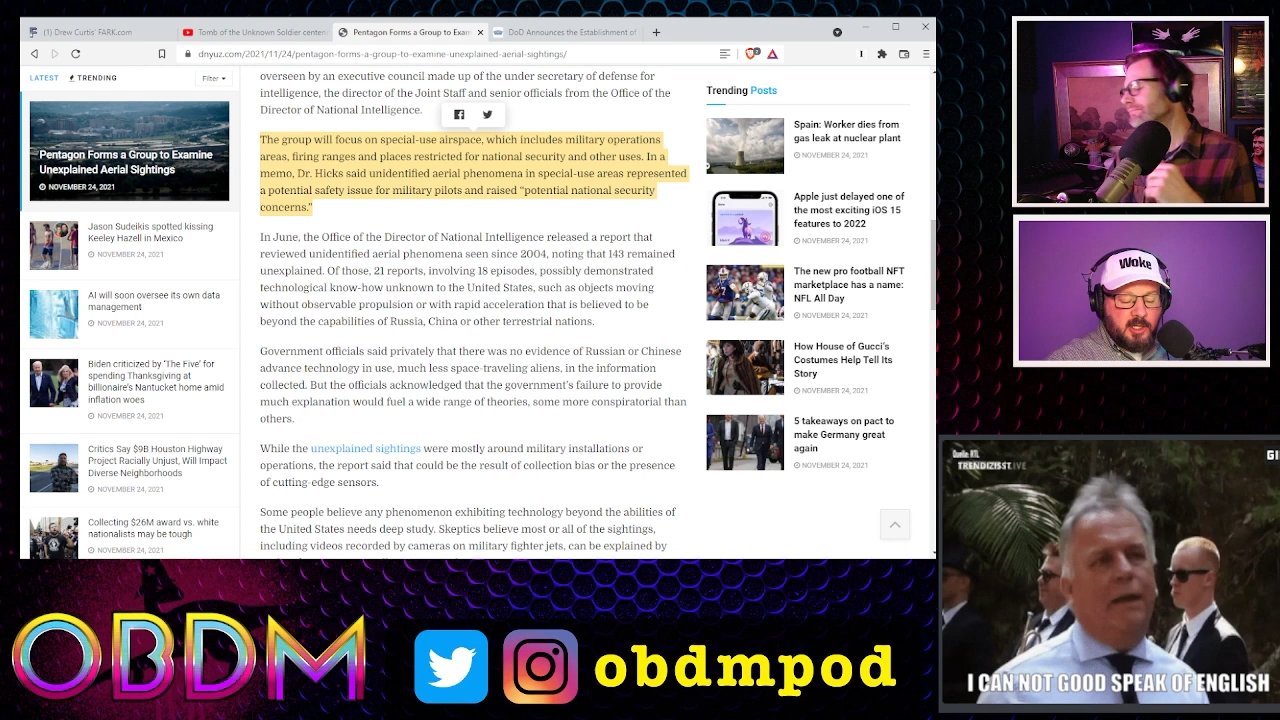 (1) Drew Curtis' FARK.com
Tomb of the Unknown Soldier centen
Pentagon Forms a Group to Exam
DoD Announces the Establishment of
dnyuz.com/2021/11/24/pentagon-forms-a-group-to-examine-unexplained-aerial-sightings/
LATEST
TRENDING
Filter
Pentagon Forms a Group to Examine
Unexplained Aerial Sightings
NOVEMBER 24, 2021
Jason Sudeikis spotted kissing
Keeley Hazell in Mexico
NOVEMBER 24, 2021
AI will soon oversee its own data
management
NOVEMBER 24, 2021
Biden criticized by 'The Five' for
spending Thanksgiving at
billionaire's Nantucket home amid
inflation woes
NOVEMBER 24, 2021
Critics Say $9B Houston Highway
Project Racially Unjust, Will Impact
Diverse Neighborhoods
NOVEMBER 24, 2021
Collecting $26M award vs. white
nationalists may be tough
NOVEMBER 24, 2021
overseen by an executive council made up of the under secretary of defense for
intelligence, the director of the Joint Staff and senior officials from the Office of the
Director of National Intelligence.
The group will focus on special-use airspace, which includes military operations
areas, firing ranges and places restricted for national security and other uses. In a
memo, Dr. Hicks said unidentified aerial phenomena in special-use areas represented
a potential safety issue for military pilots and raised “potential national security
concerns.”
In June, the Office of the Director of National Intelligence released a report that
reviewed unidentified aerial phenomena seen since 2004, noting that 143 remained
unexplained. Of those, 21 reports, involving 18 episodes, possibly demonstrated
technological know-how unknown to the United States, such as objects moving
without observable propulsion or with rapid acceleration that is believed to be
beyond the capabilities of Russia, China or other terrestrial nations.
Government officials said privately that there was no evidence of Russian or Chinese
advance technology in use, much less space-traveling aliens, in the information
collected. But the officials acknowledged that the government's failure to provide
much explanation would fuel a wide range of theories, some more conspiratorial than
others.
While the unexplained sightings were mostly around military installations or
operations, the report said that could be the result of collection bias or the presence
of cutting-edge sensors.
Some people believe any phenomenon exhibiting technology beyond the abilities of
the United States needs deep study. Skeptics believe most or all of the sightings,
including videos recorded by cameras on military fighter jets, can be explained by
Trending Posts
Spain: Worker dies from
gas leak at nuclear plant
NOVEMBER 24, 2021
Apple just delayed one of
the most exciting iOS 15
features to 2022
NOVEMBER 24, 2021
The new pro football NFT
marketplace has a name:
NFL All Day
NOVEMBER 24, 2021
How House of Gucci's
Costumes Help Tell Its
Story
NOVEMBER 24, 2021
5 takeaways on pact to
make Germany great
again
NOVEMBER 24, 2021
Woke
Quelle: RTL
TRENDIZISST.LIVE
GI
I CAN NOT GOOD SPEAK OF ENGLISH
OBDM
obdmpod